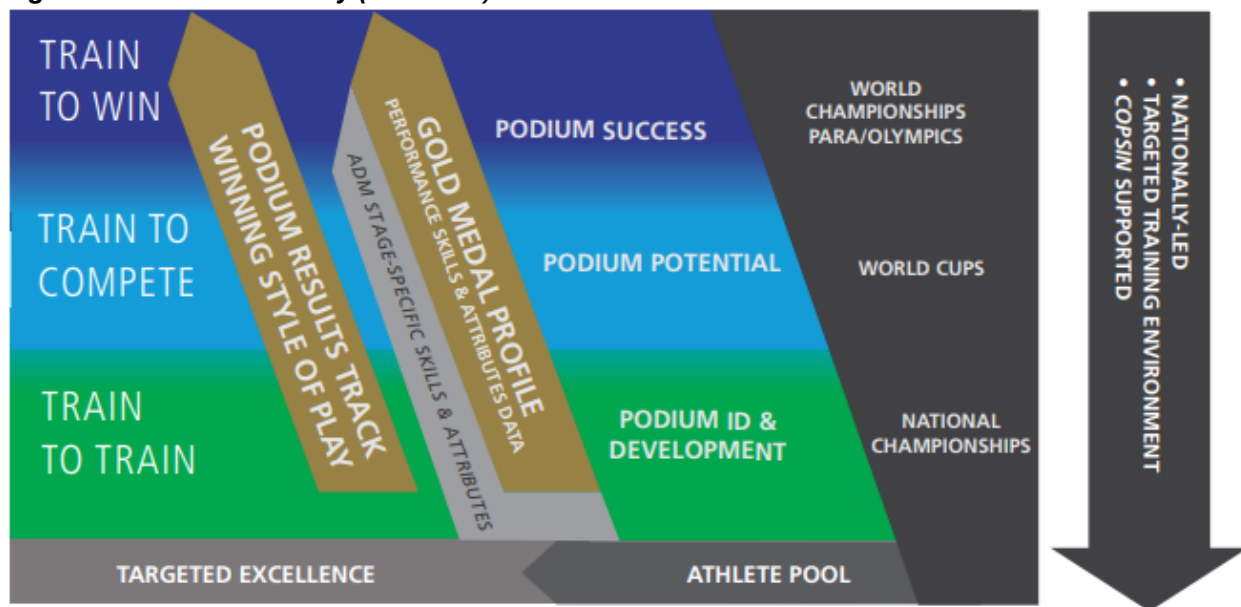 TRAIN
TO WIN
TRAIN TO
COMPETE
TRAIN
TO TRAIN
PODIUM RESULTS TRACK
WINNING STYLE OF PLAY
ADM STAGE-SPECIFIC SKILLS & ATTRIBUTES
GOLD MEDAL PROFILE
PERFORMANCE SKILLS & ATTRIBUTES DATA
PODIUM SUCCESS
PODIUM POTENTIAL
PODIUM ID &
DEVELOPMENT
WORLD
CHAMPIONSHIPS
PARA/OLYMPICS
WORLD CUPS
NATIONAL
CHAMPIONSHIPS
• NATIONALLY-LED
• TARGETED TRAINING ENVIRONMENT
• COPSIN SUPPORTED
TARGETED EXCELLENCE
ATHLETE POOL